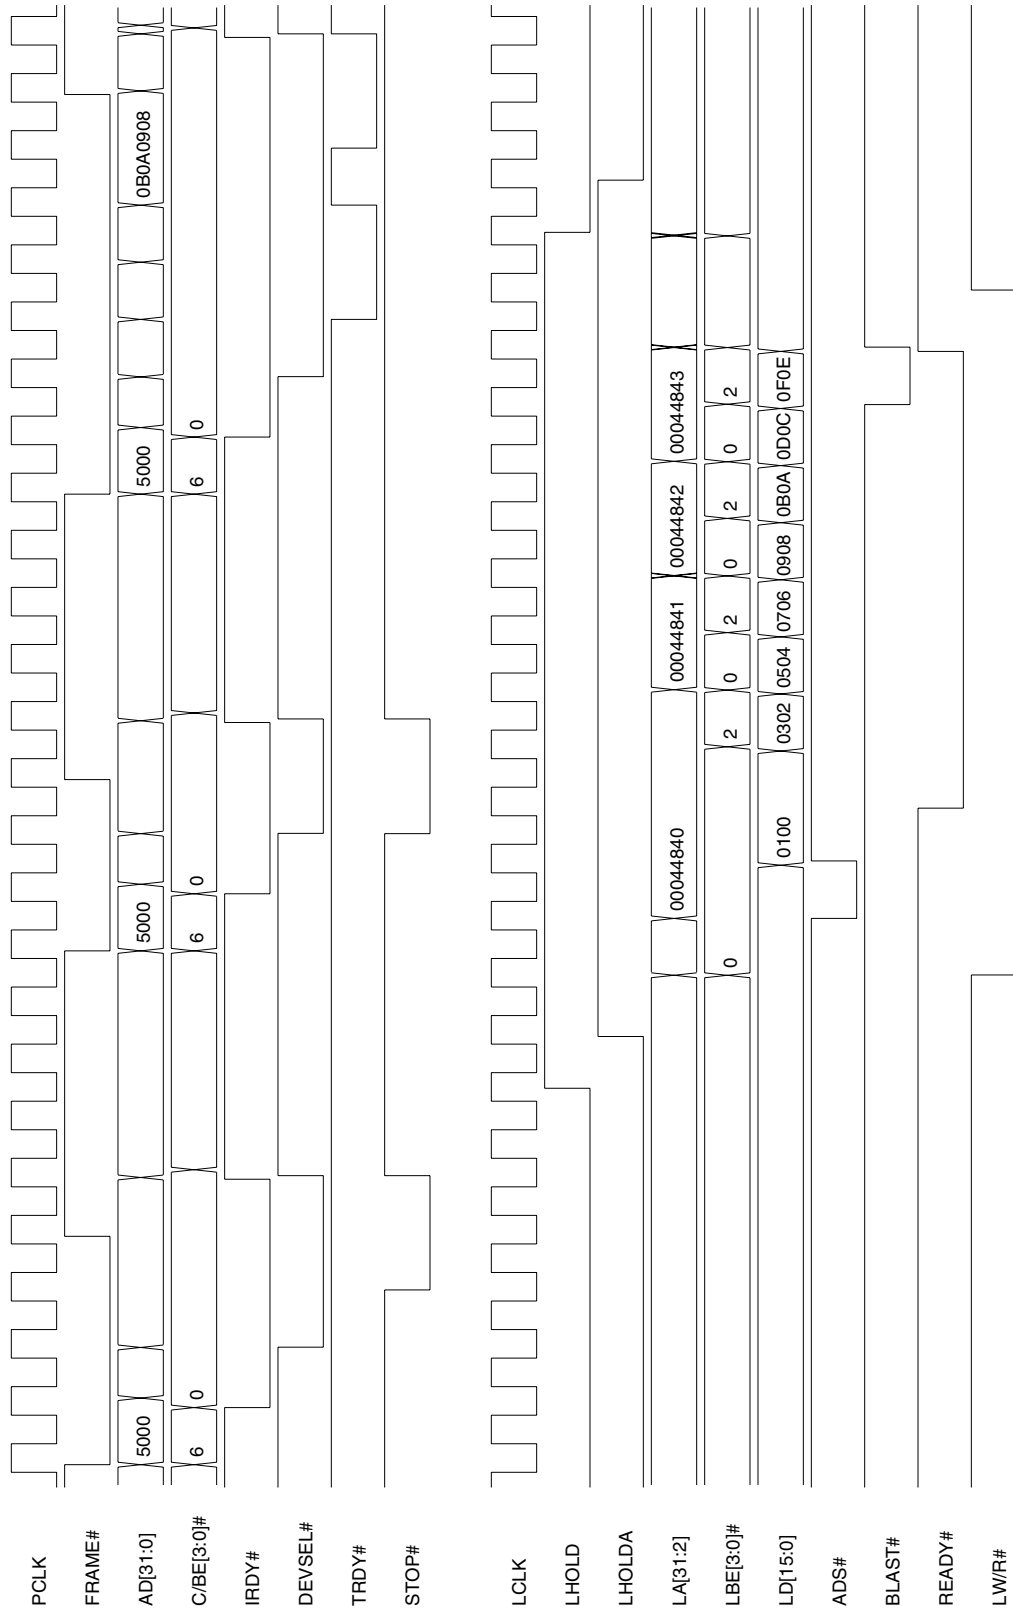 PCLK
FRAME#
AD[31:0] 5000 5000 5000 0B0A0908
C/BE[3:0]# 6 0 6 0 6 0
IRDY#
DEVSEL#
TRDY#
STOP#
LCLK
LHOLD
LHOLDA
LA[31:2] 00044840 00044841 00044842 00044843
LBE[3:0]# 0 2 0 2 0 2 0 2
LD[15:0] 0100 0302 0504 0706 0908 0B0A 0D0C 0F0E
ADS#
BLAST#
READY#
LW/R#